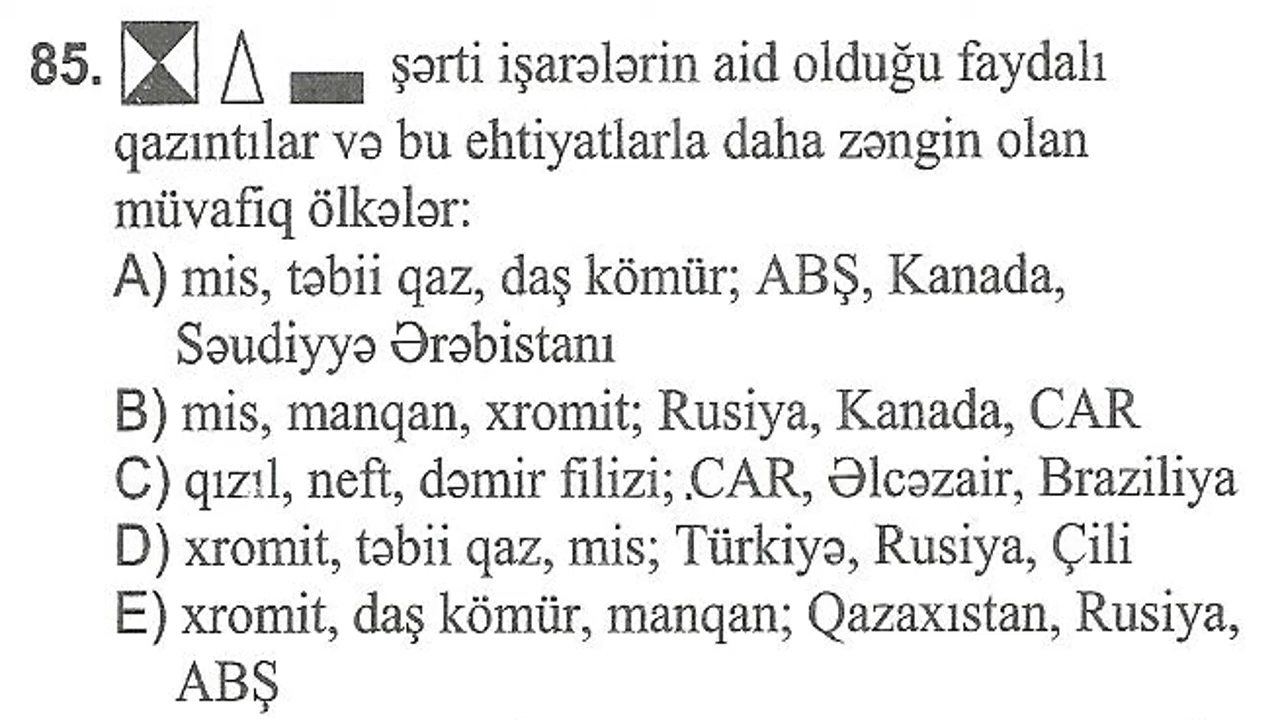 85. şərti işarələrin aid olduğu faydalı
qazıntılar və bu ehtiyatlarla daha zəngin olan
müvafiq ölkələr:
A) mis, təbii qaz, daş kömür; ABŞ, Kanada,
Səudiyyə Ərəbistanı
B) mis, manqan, xromit; Rusiya, Kanada, CAR
C) qızıl, neft, dəmir filizi; .CAR, Əlcəzair, Braziliya
D) xromit, təbii qaz, mis; Türkiyə, Rusiya, Çili
E) xromit, daş kömür, manqan; Qazaxıstan, Rusiya,
ABŞ